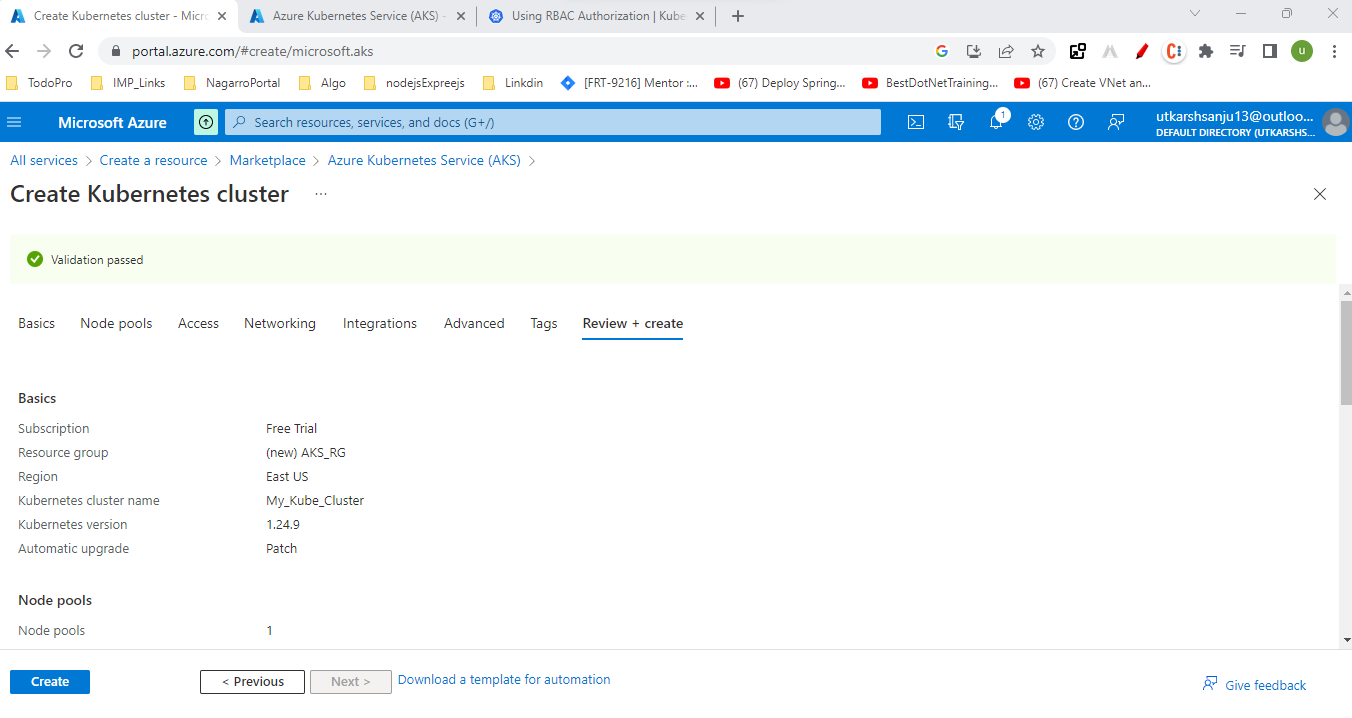 Create Kubernetes cluster - Micro
Azure Kubernetes Service (AKS) -
Using RBAC Authorization | Kube
portal.azure.com/#create/microsoft.aks
TodoPro
IMP_Links
NagarroPortal
Algo
nodejsExpreejs
Linkdin
[FRT-9216] Mentor :...
(67) Deploy Spring...
BestDotNetTraining...
(67) Create VNet an...
Microsoft Azure
Search resources, services, and docs (G+/)
1
utkarshsanju13@outloo...
DEFAULT DIRECTORY (UTKARSHS...
All services > Create a resource > Marketplace > Azure Kubernetes Service (AKS) >
Create Kubernetes cluster ...
Validation passed
Basics Node pools Access Networking Integrations Advanced Tags Review + create
Basics
Subscription Free Trial
Resource group (new) AKS_RG
Region East US
Kubernetes cluster name My_Kube_Cluster
Kubernetes version 1.24.9
Automatic upgrade Patch
Node pools
Node pools 1
Create < Previous Next > Download a template for automation
Give feedback